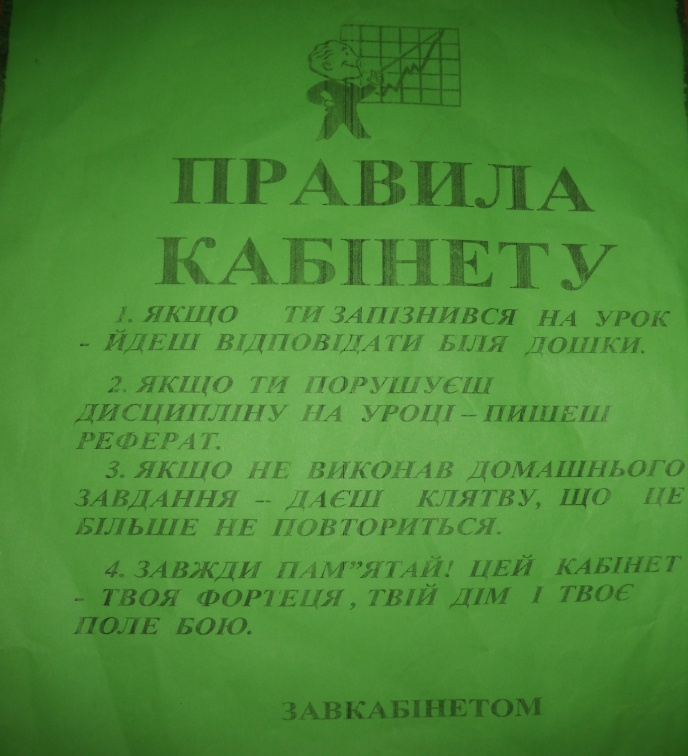 ПРАВИЛА
КАБІНЕТУ
1. ЯКЩО ТИ ЗАПІЗНИВСЯ НА УРОК
- ЙДЕШ ВІДПОВІДАТИ БІЛЯ ДОШКИ.
2. ЯКЩО ТИ ПОРУШУЄШ
ДИСЦИПЛІНУ НА УРОЦІ – ПИШЕШ
РЕФЕРАТ.
3. ЯКЩО НЕ ВИКОНАВ ДОМАШНЬОГО
ЗАВДАННЯ – ДАЄШ КЛЯТВУ, ЩО ЦЕ
БІЛЬШЕ НЕ ПОВТОРИТЬСЯ.
4. ЗАВЖДИ ПАМ”ЯТАЙ! ЦЕЙ КАБІНЕТ
- ТВОЯ ФОРТЕЦЯ , ТВІЙ ДІМ І ТВОЄ
ПОЛЕ БОЮ.
ЗАВКАБІНЕТОМ